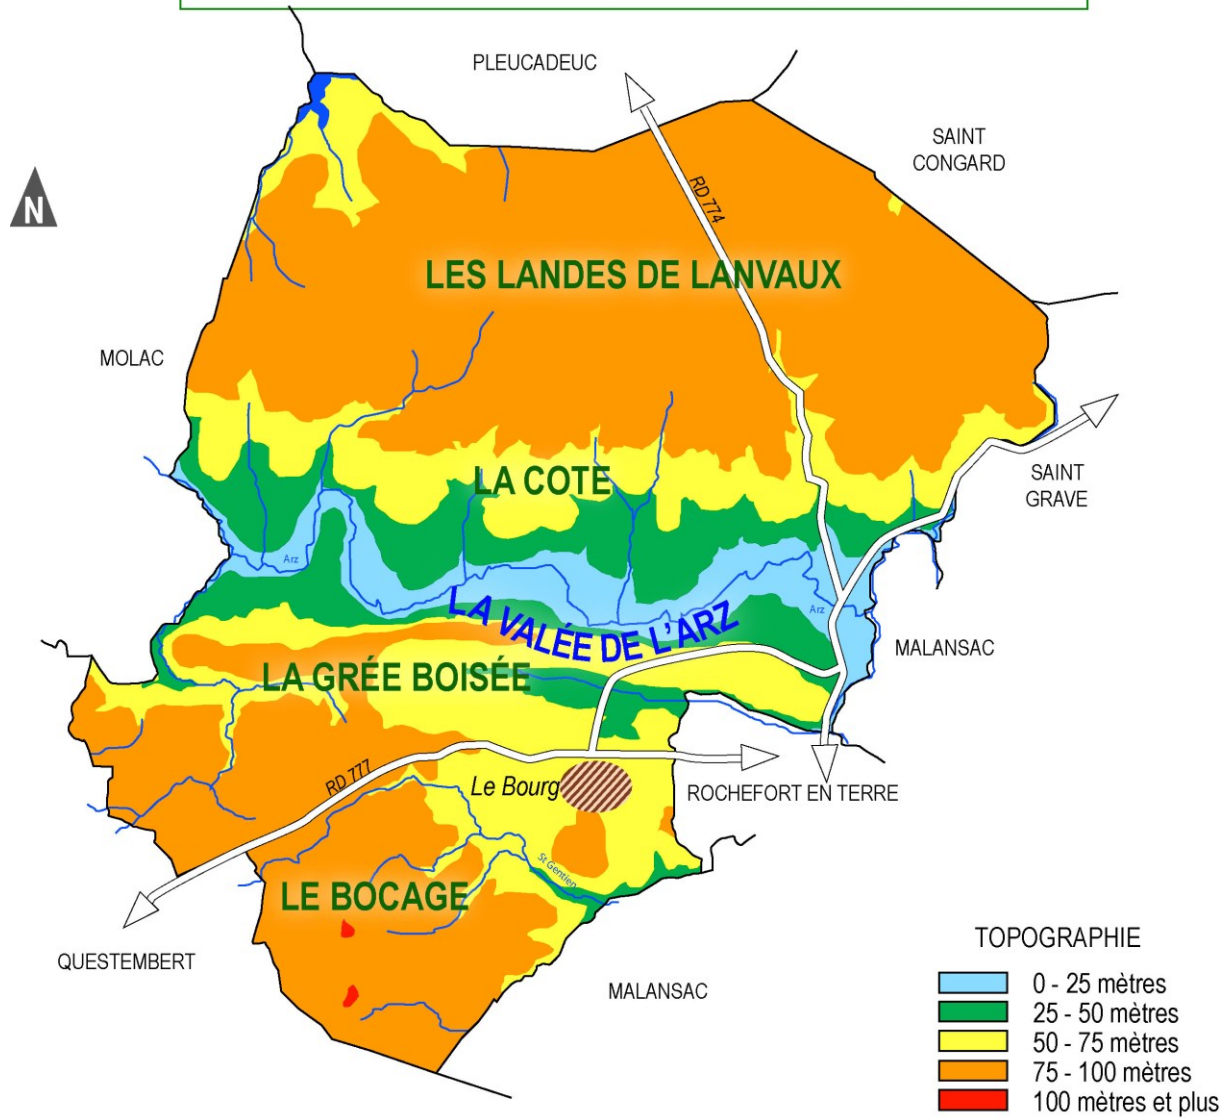 PLEUCADEUC
SAINT
CONGARD
N
RD 774
LES LANDES DE LANVAUX
MOLAC
SAINT
GRAVE
LA COTE
Arz
LA VALÉE DE L'ARZ
Arz
MALANSAC
LA GRÉE BOISÉE
RD 777
Le Bourg
ROCHEFORT EN TERRE
St Gentien
LE BOCAGE
QUESTEMBERT
MALANSAC
TOPOGRAPHIE
0 - 25 mètres
25 - 50 mètres
50 - 75 mètres
75 - 100 mètres
100 mètres et plus